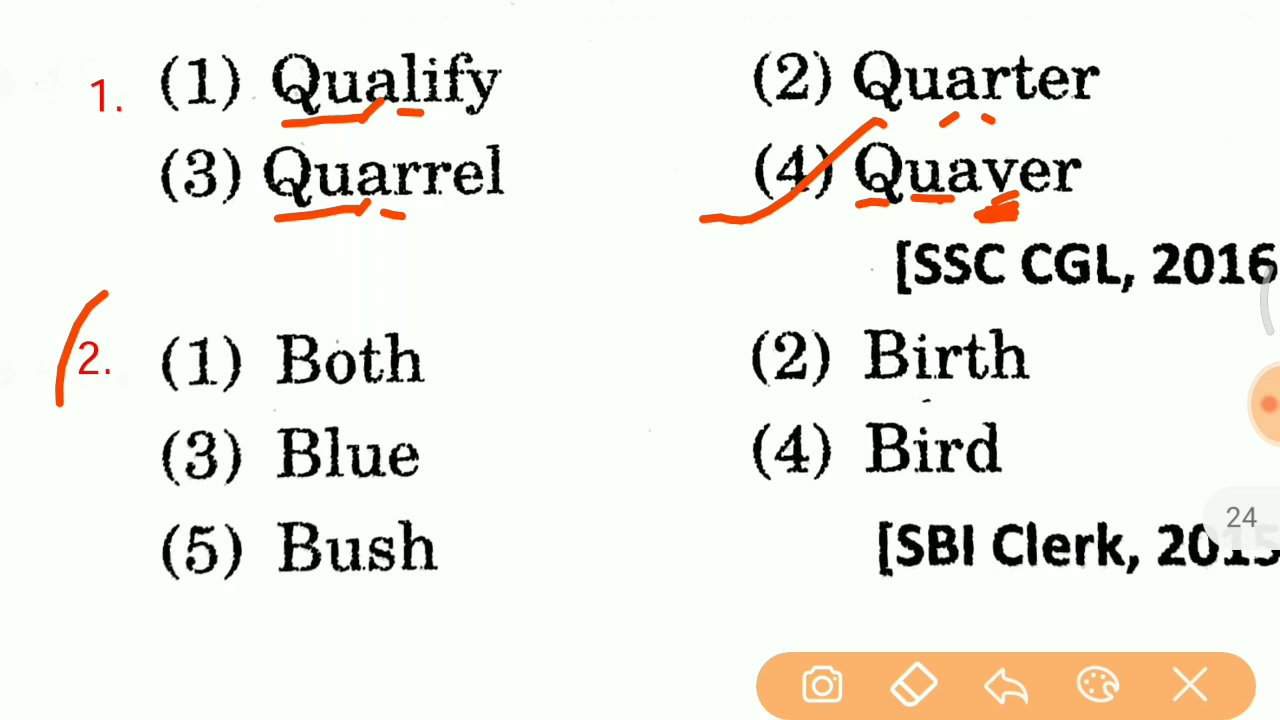 1. (1) Qualify (2) Quarter
(3) Quarrel (4) Quaver
[SSC CGL, 2016
2. (1) Both (2) Birth
(3) Blue (4) Bird
24
(5) Bush [SBI Clerk, 2015